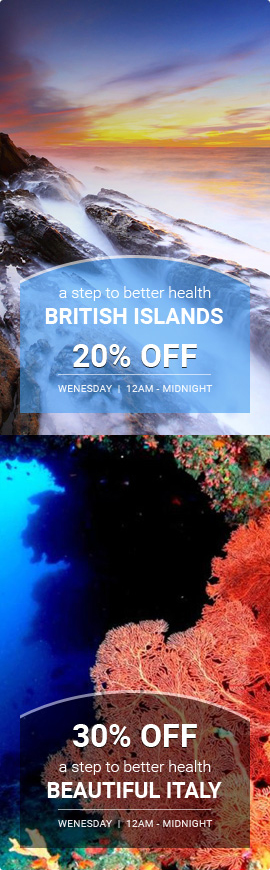 a step to better health
BRITISH ISLANDS
20% OFF
WENESDAY | 12AM - MIDNIGHT
30% OFF
a step to better health
BEAUTIFUL ITALY
WENESDAY | 12AM - MIDNIGHT